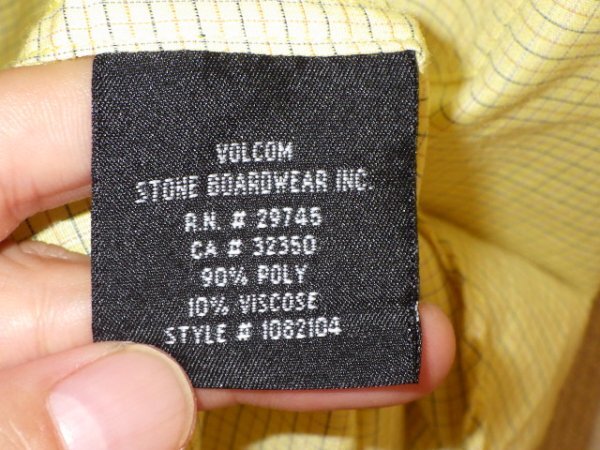 VOLCOM
STONE BOARDWEAR INC.
R.N. # 29745
CA # 32350
90% POLY
10% VISCOSE
STYLE # 1082104